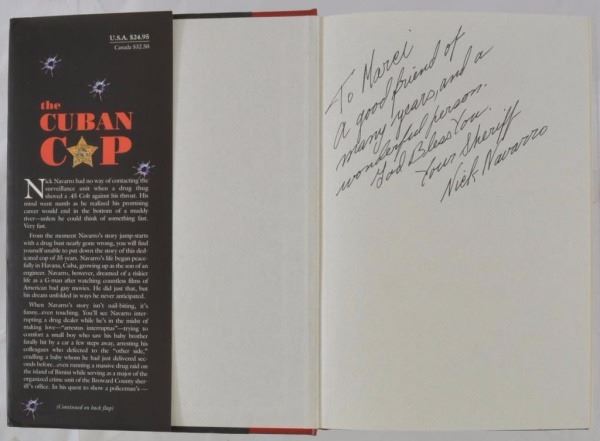 U.S.A. $24.95
Canada $32.50
the
CUBAN
COP
Nick Navarro had no way of contacting the
surveillance unit when a drug thug
shoved a .45 Colt against his throat. His
mind went numb as he realized his promising
career would end in the bottom of a muddy
river—unless he could think of something fast.
Very fast.
From the moment Navarro's story jump-starts
with a drug bust nearly gone wrong, you will find
yourself unable to put down the story of this ded-
icated cop of 35 years. Navarro's life began peace-
fully in Havana, Cuba, growing up as the son of an
engineer. Navarro, however, dreamed of a riskier
life as a G-man after watching countless films of
American bad guy movies. He did just that, but
his dream unfolded in ways he never anticipated.
When Navarro's story isn't nail-biting, it's
funny...even touching. You'll see Navarro inter-
rupting a drug dealer while he's in the midst of
making love—"arrestus interruptus"—trying to
comfort a small boy who saw his baby brother
fatally hit by a car a few steps away, arresting his
colleagues who defected to the "other side,"
cradling a baby whom he had just delivered sec-
onds before...even running a massive drug raid on
the island of Bimini while serving as a major of the
organized crime unit of the Broward County sher-
iff's office. In his quest to show a policeman's —
(Continued on back flap)
To Marci
a good friend of
many years, and a
wonderful person.
God Bless You.
Your Sheriff
Nick Navarro